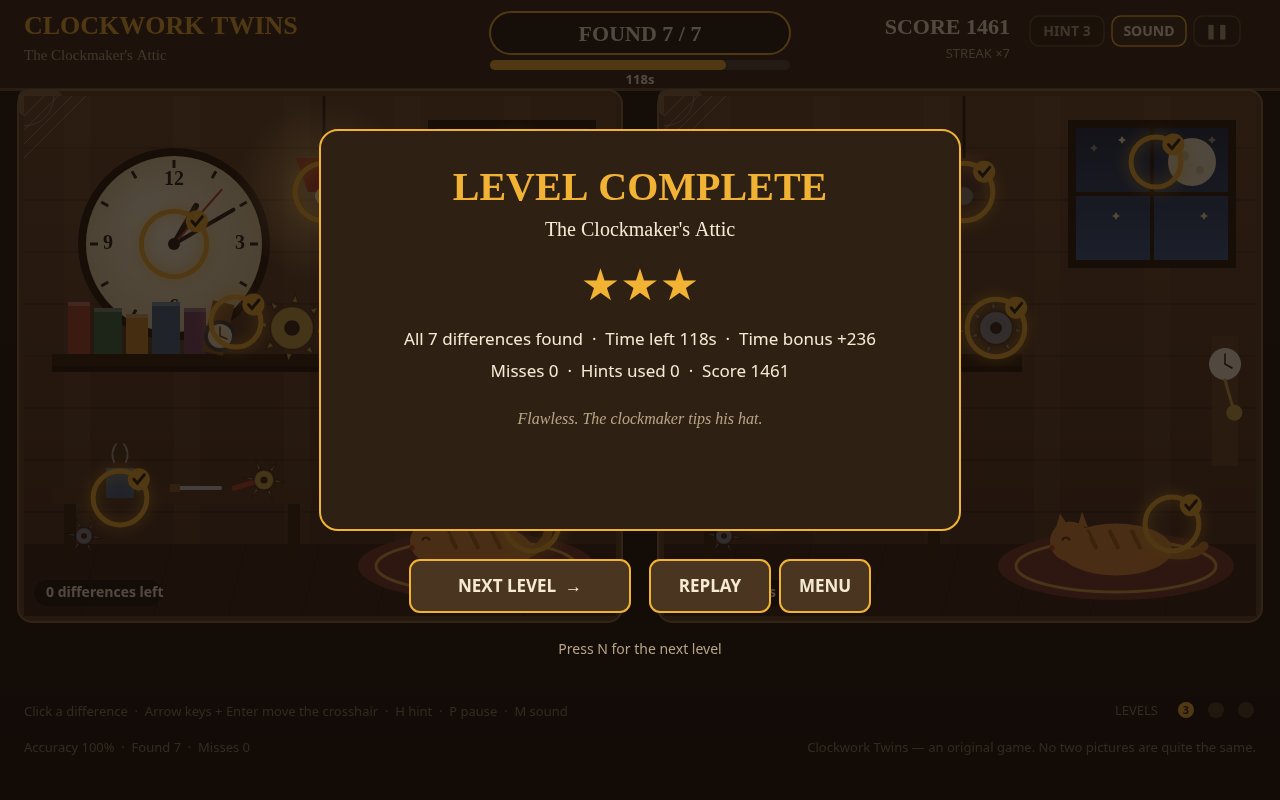 CLOCKWORK TWINS
The Clockmaker's Attic
FOUND 7 / 7
118s
SCORE 1461
STREAK ×7
HINT 3
SOUND
12
9
3
LEVEL COMPLETE
The Clockmaker's Attic
★★★
All 7 differences found · Time left 118s · Time bonus +236
Misses 0 · Hints used 0 · Score 1461
Flawless. The clockmaker tips his hat.
0 differences left
NEXT LEVEL →
REPLAY
MENU
Press N for the next level
Click a difference · Arrow keys + Enter move the crosshair · H hint · P pause · M sound
LEVELS
3
Accuracy 100% · Found 7 · Misses 0
Clockwork Twins — an original game. No two pictures are quite the same.